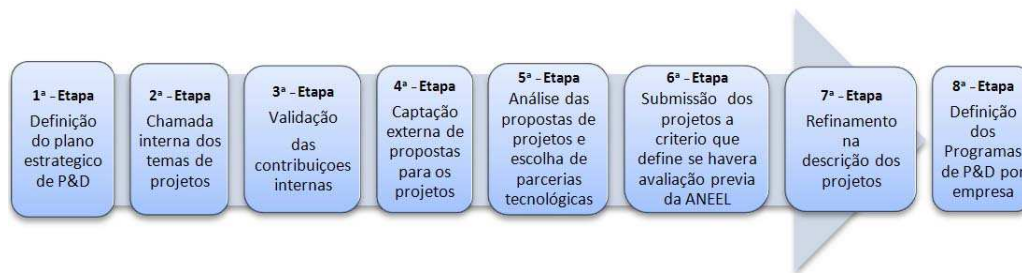 1ª - Etapa
Definição
do plano
estrategico
de P&D
2ª - Etapa
Chamada
interna dos
temas de
projetos
3ª - Etapa
Validação
das
contribuiçoes
internas
4ª - Etapa
Captação
externa de
propostas
para os
projetos
5ª - Etapa
Análise das
propostas de
projetos e
escolha de
parcerias
tecnológicas
6ª - Etapa
Submissão dos
projetos a
criterio que
define se havera
avaliação previa
da ANEEL
7ª - Etapa
Refinamento
na
descrição dos
projetos
8ª - Etapa
Definição
dos
Programas
de P&D por
empresa